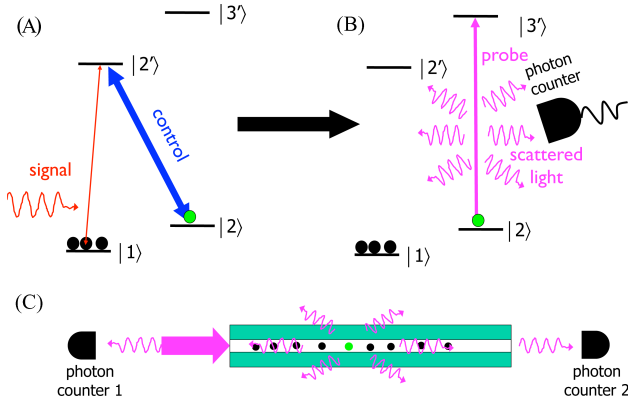 (A)
|3′⟩
|2′⟩
control
signal
|2⟩
|1⟩
(B)
|3′⟩
|2′⟩
probe
photon
counter
scattered
light
|2⟩
|1⟩
(C)
photon
counter 1
photon
counter 2